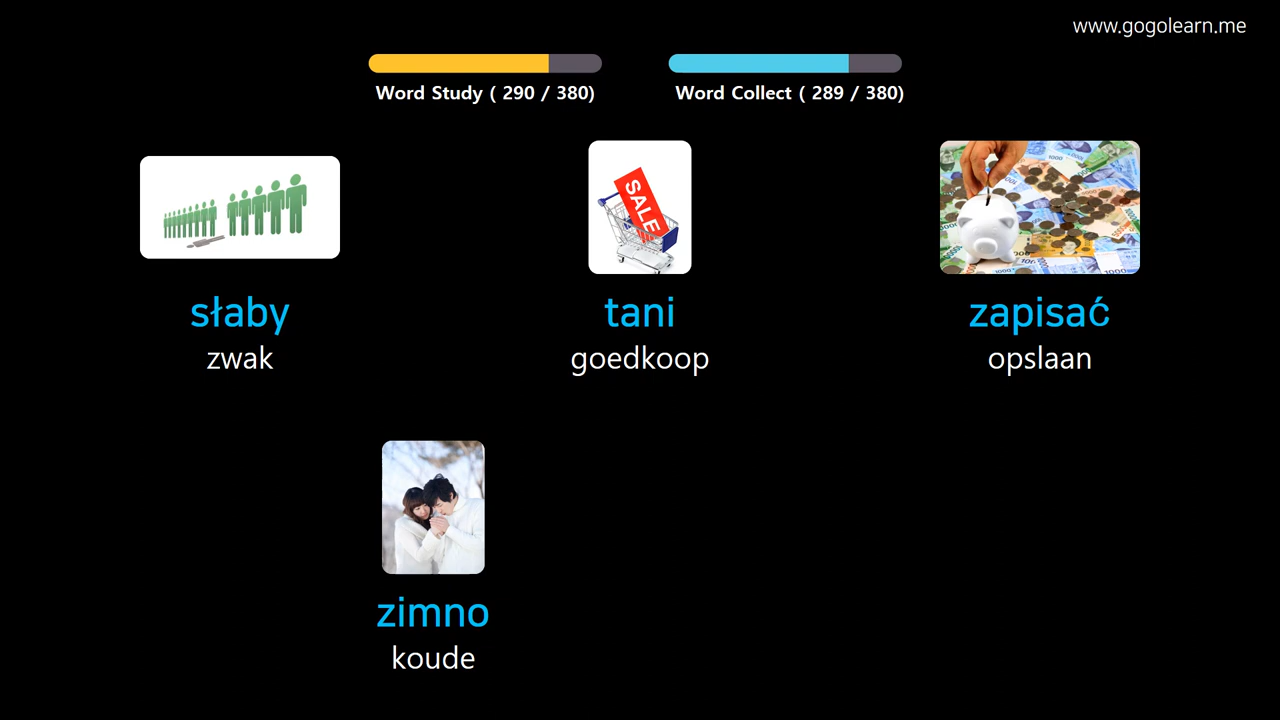 www.gogolearn.me
Word Study ( 290 / 380)
Word Collect ( 289 / 380)
SALE
słaby
tani
zapisać
zwak
goedkoop
opslaan
zimno
koude